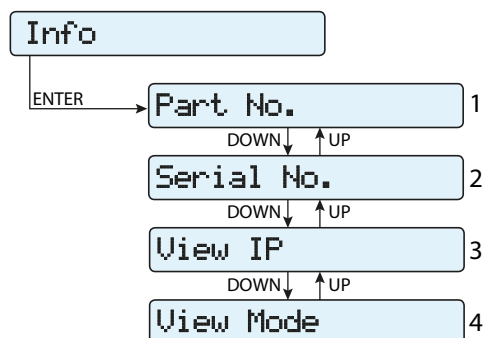 Info
ENTER
Part No. 1
DOWN UP
Serial No. 2
DOWN UP
View IP 3
DOWN UP
View Mode 4